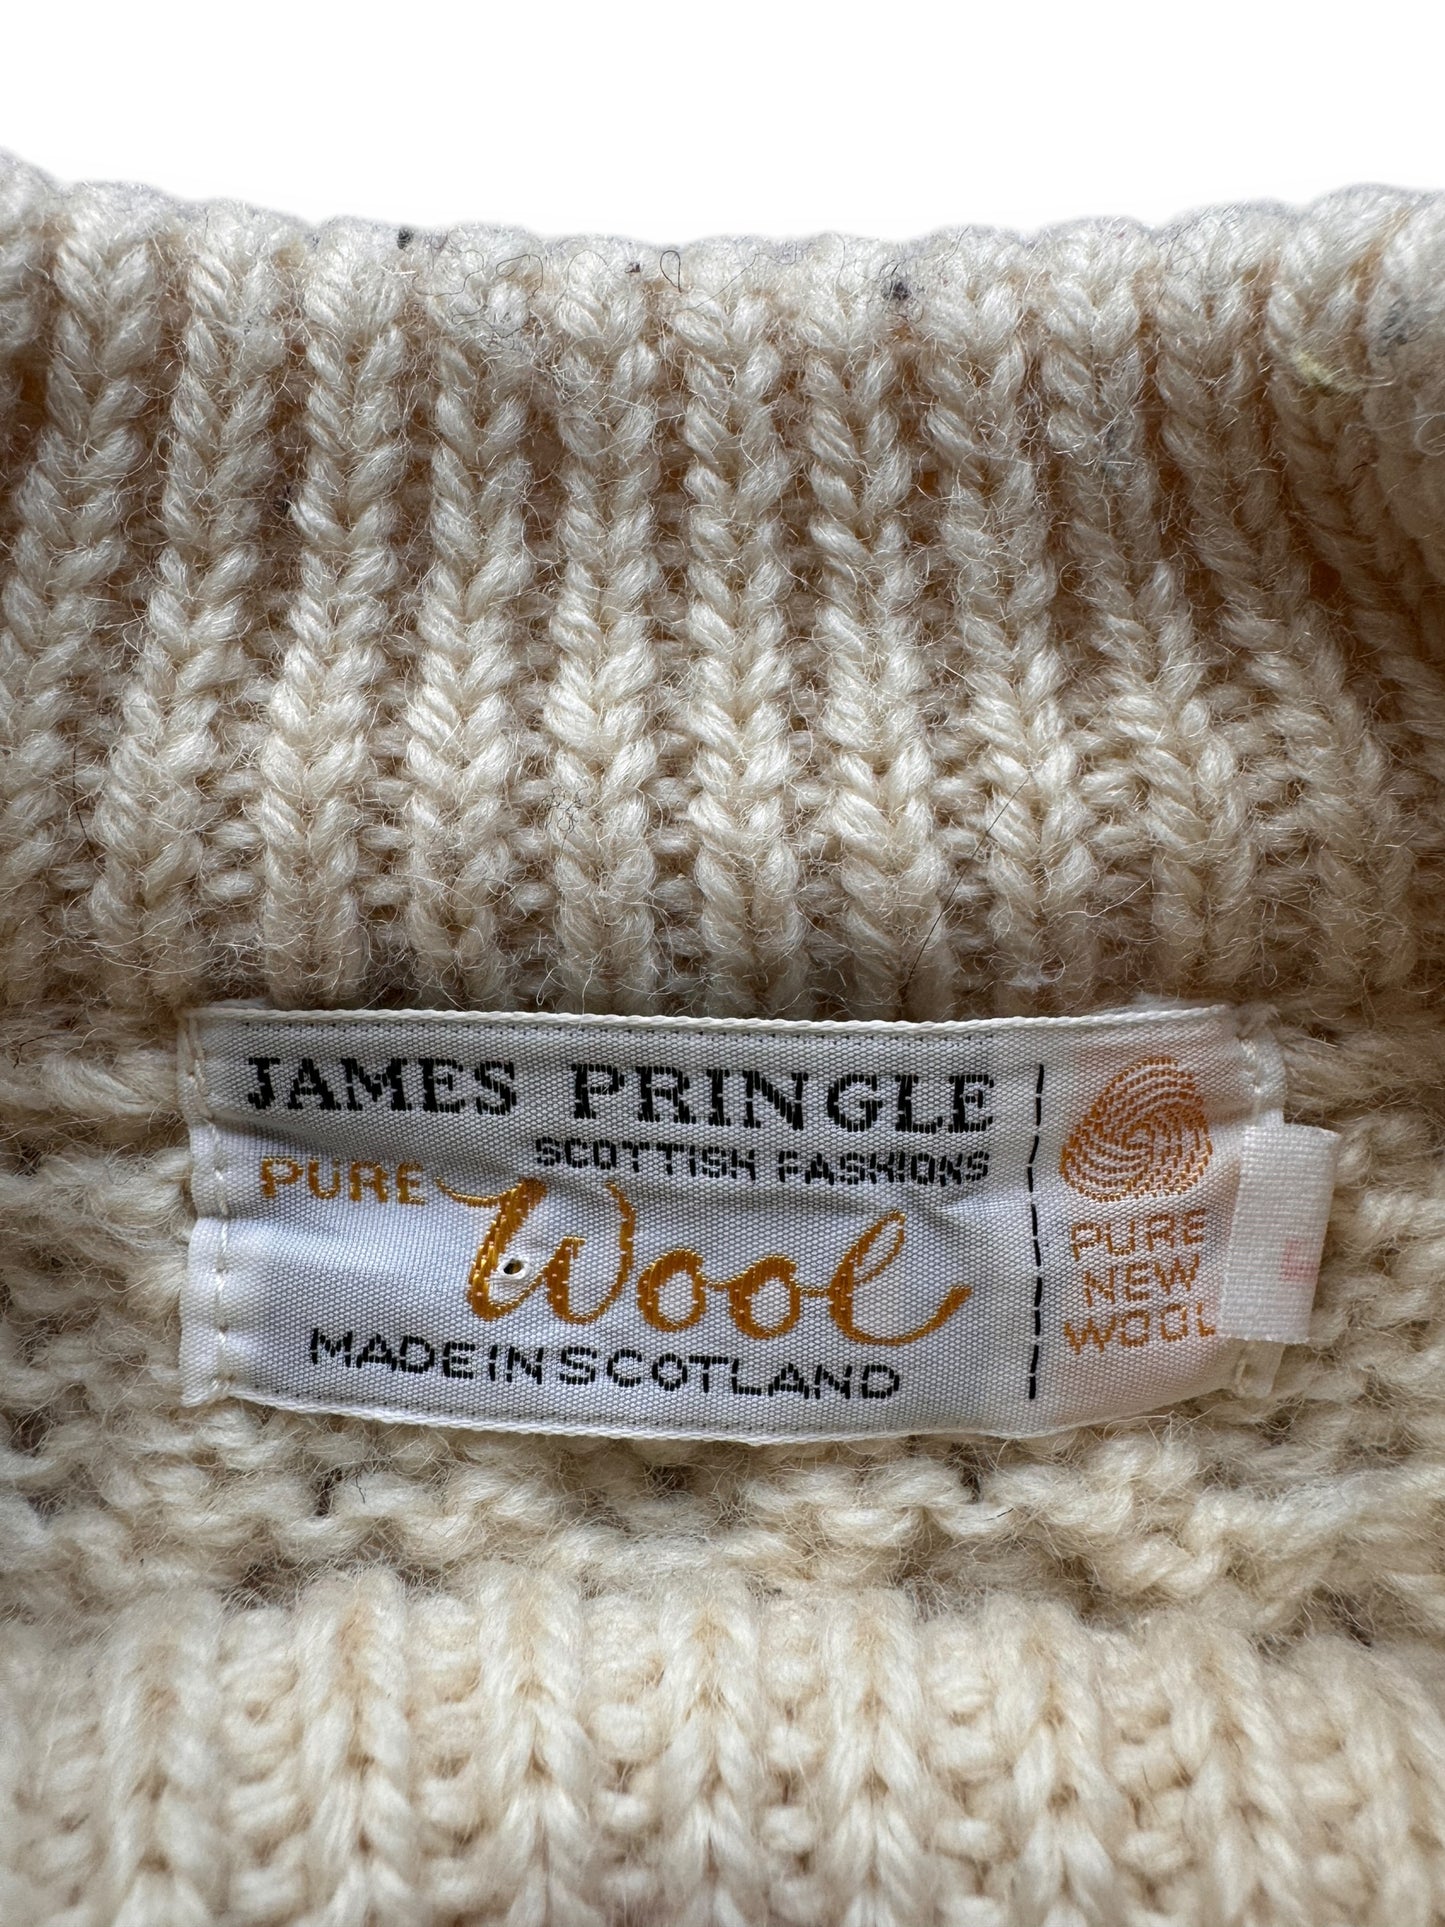 JAMES PRINGLE
SCOTTISH FASHIONS
PURE Wool
MADE IN SCOTLAND
PURE
NEW
WOOL